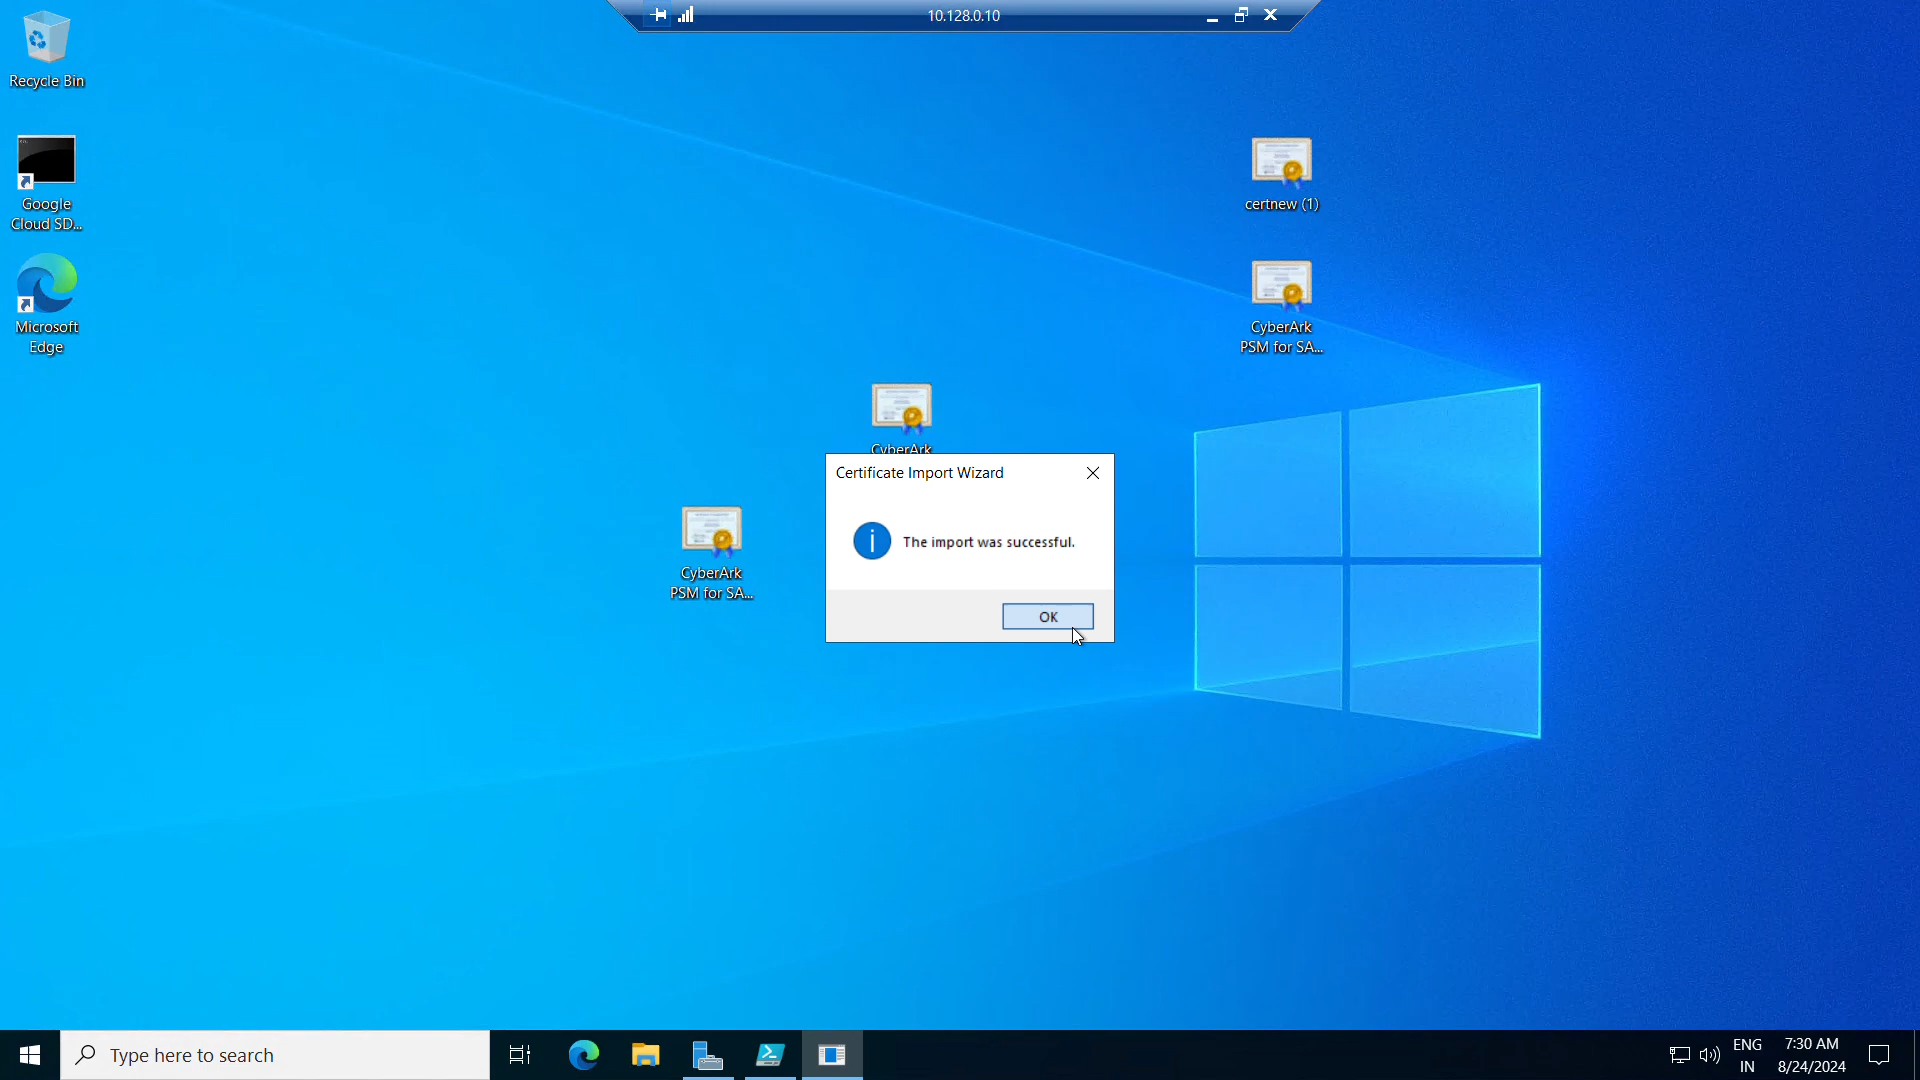 10.128.0.10
Recycle Bin
Google
Cloud SD...
Microsoft
Edge
certnew (1)
CyberArk
PSM for SA...
CyberArk
CyberArk
PSM for SA...
Certificate Import Wizard
The import was successful.
OK
Type here to search
ENG
IN
7:30 AM
8/24/2024